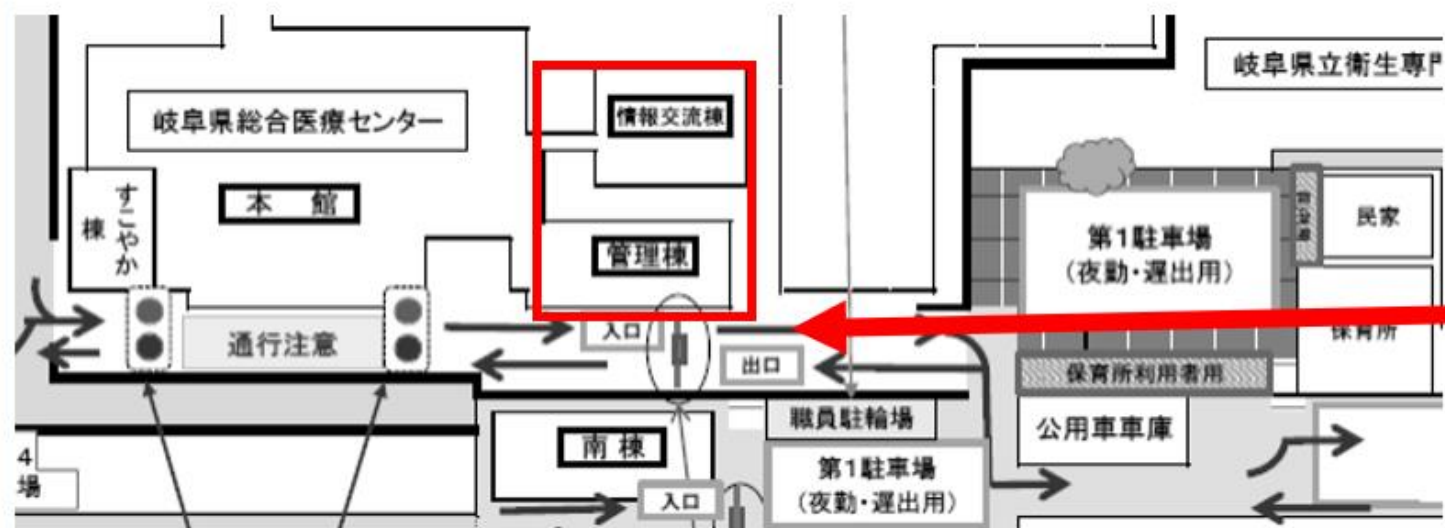 岐阜県立衛生専門
情報交流棟
岐阜県総合医療センター
すこやか
棟
本 館
管理棟
第1駐車場
(夜勤・遅出用)
民家
入口
通行注意
出口
保育所
保育所利用者用
職員駐輪場
公用車車庫
南棟
4
場
第1駐車場
(夜勤・遅出用)
入口